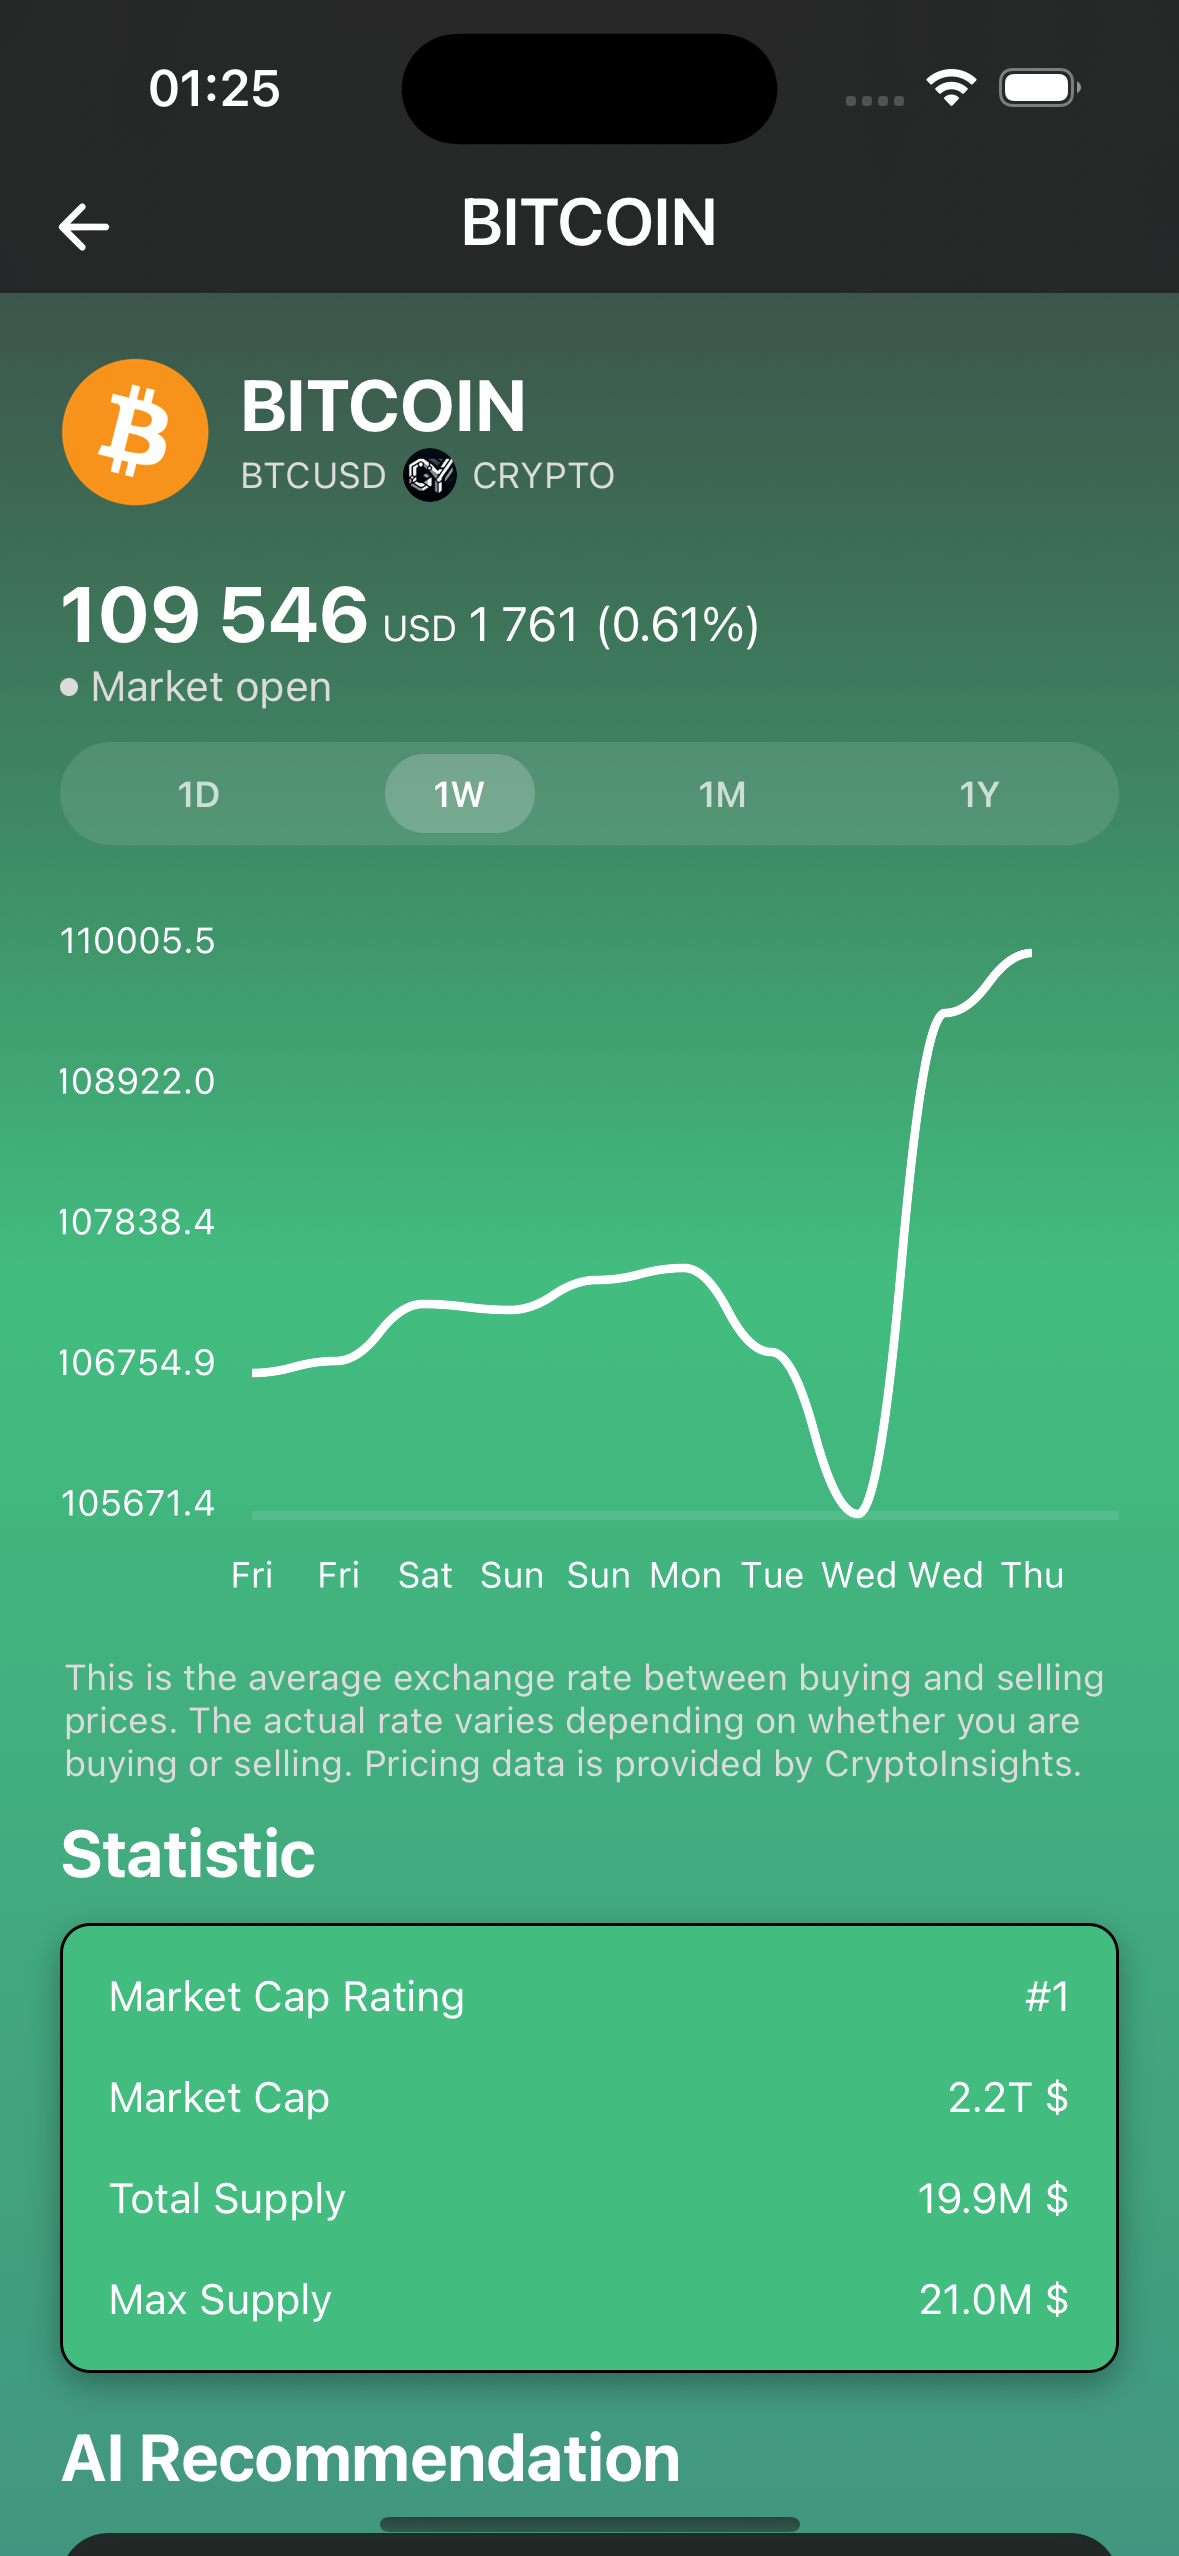 01:25
BITCOIN
BITCOIN
BTCUSD CY CRYPTO
109 546 USD 1 761 (0.61%)
Market open
1D 1W 1M 1Y
110005.5
108922.0
107838.4
106754.9
105671.4
Fri Fri Sat Sun Sun Mon Tue Wed Wed Thu
This is the average exchange rate between buying and selling
prices. The actual rate varies depending on whether you are
buying or selling. Pricing data is provided by CryptoInsights.
Statistic
Market Cap Rating #1
Market Cap 2.2T $
Total Supply 19.9M $
Max Supply 21.0M $
AI Recommendation